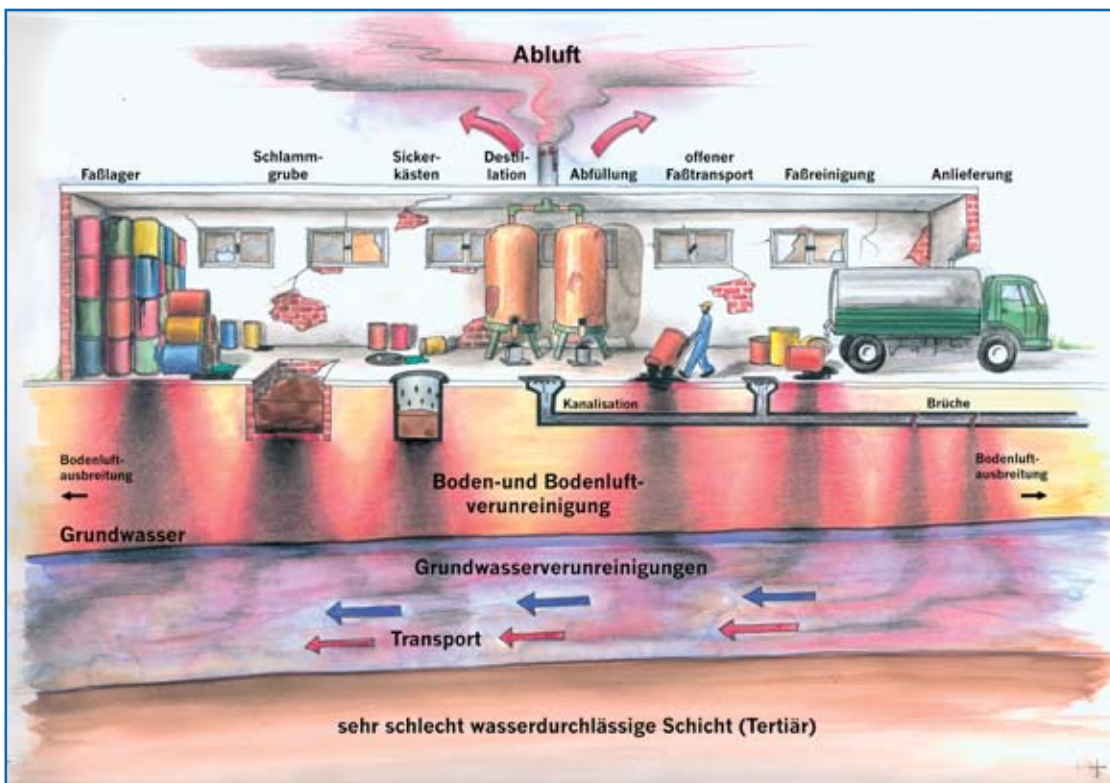 Abluft
Faßlager
Schlamm-
grube
Sicker-
kästen
Destil-
lation
Abfüllung
offener
Faßtransport
Faßreinigung
Anlieferung
Kanalisation
Brüche
Bodenluft-
ausbreitung
Boden-und Bodenluft-
verunreinigung
Bodenluft-
ausbreitung
Grundwasser
Grundwasserverunreinigungen
Transport
sehr schlecht wasserdurchlässige Schicht (Tertiär)